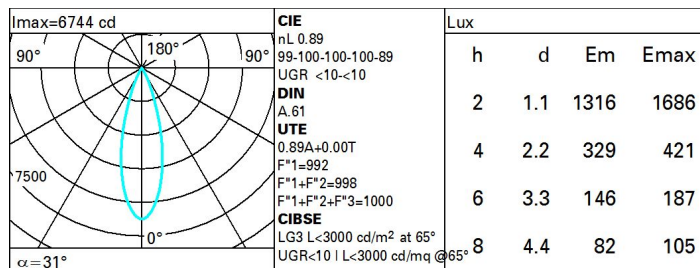 Imax=6744 cd
90°
180°
90°
7500
0°
α=31°
CIE
nL 0.89
99-100-100-100-89
UGR <10-<10
DIN
A.61
UTE
0.89A+0.00T
F"1=992
F"1+F"2=998
F"1+F"2+F"3=1000
CIBSE
LG3 L<3000 cd/m² at 65°
UGR<10 | L<3000 cd/mq @65°
Lux
h d Em Emax
2 1.1 1316 1686
4 2.2 329 421
6 3.3 146 187
8 4.4 82 105